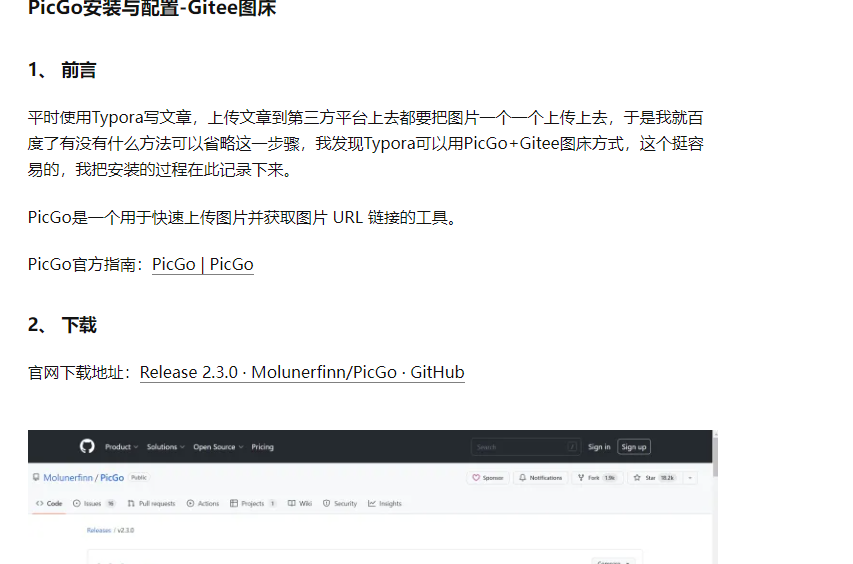 PicGo安装与配置-Gitee图床
1、 前言
平时使用Typora写文章，上传文章到第三方平台上去都要把图片一个一个上传上去，于是我就百
度了有没有什么方法可以省略这一步骤，我发现Typora可以用PicGo+Gitee图床方式，这个挺容
易的，我把安装的过程在此记录下来。
PicGo是一个用于快速上传图片并获取图片 URL 链接的工具。
PicGo官方指南：PicGo | PicGo
2、 下载
官网下载地址：Release 2.3.0 · Molunerfinn/PicGo · GitHub
Product Solutions Open Source Pricing Search / Sign in Sign up
Molunerfinn / PicGo Public Sponsor Notifications Fork 1.9k Star 18.2k
Code Issues 16 Pull requests Actions Projects 1 Wiki Security Insights
Releases / v2.3.0